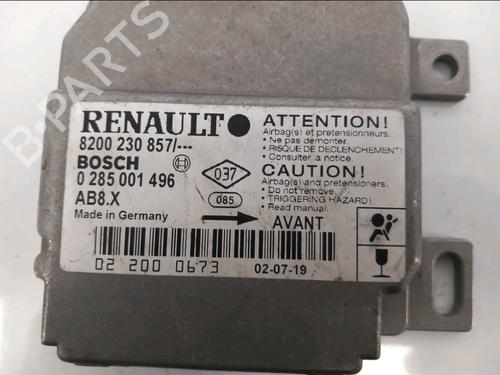 RENAULT
8200 230 857/---
BOSCH
0 285 001 496
AB8.X
Made in Germany
037
085
AVANT
02 200 0673
02-07-19
ATTENTION!
Airbag(s) et pretensionneurs.
• Ne pas demonter.
• RISQUE DE DECLENCHEMENT!
• Consulter la notice.
CAUTION!
Airbag(s) and pretensioners.
• Do not open.
• TRIGGERING HAZARD!
• Read manual.
B-PARTS